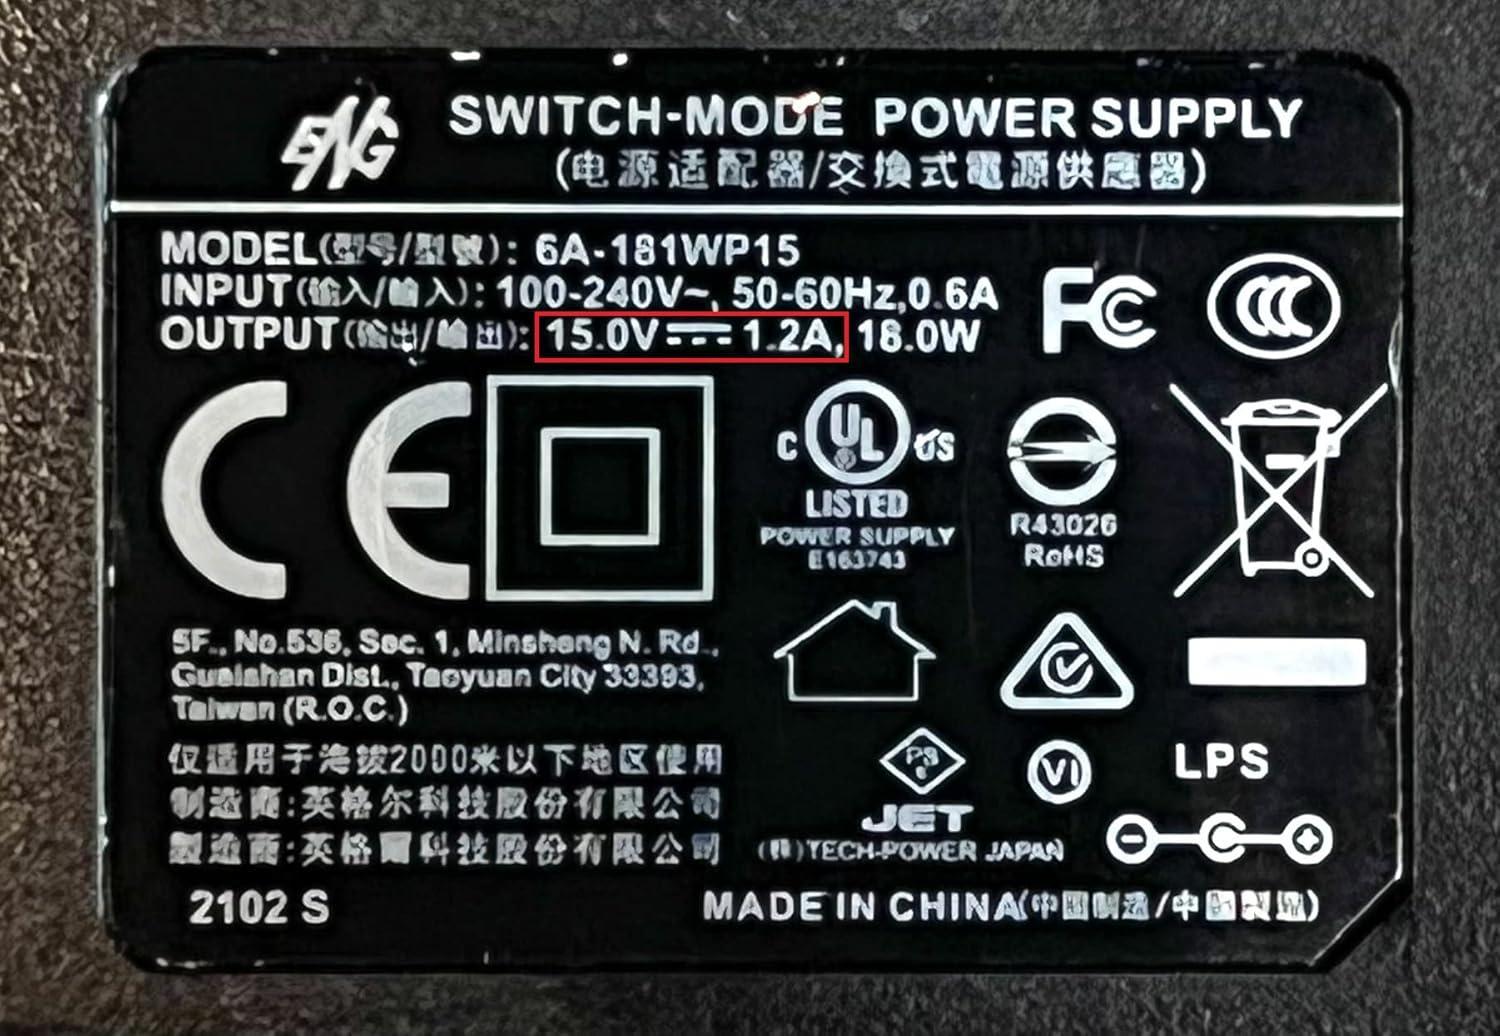 ENG
SWITCH-MODE POWER SUPPLY
(电源适配器/交換式電源供應器)
MODEL(型号/型號): 6A-181WP15
INPUT(输入/輸入): 100-240V~, 50-60Hz,0.6A
OUTPUT(输出/輸出): 15.0V⎓1.2A, 18.0W
FC
CCC
CE
C UL US
LISTED
POWER SUPPLY
E163743
R43026
RoHS
5F., No.536, Sec. 1, Minsheng N. Rd.,
Gueishan Dist., Taoyuan City 33393,
Taiwan (R.O.C.)
仅适用于海拔2000米以下地区使用
制造商:英格尔科技股份有限公司
製造商:英格爾科技股份有限公司
PS
E
JET
(株)TECH-POWER JAPAN
VI
LPS
2102 S
MADE IN CHINA(中国制造/中國製造)